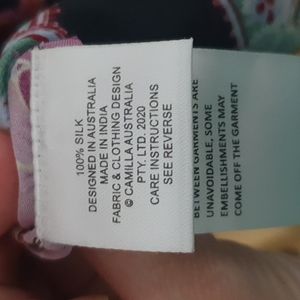 100% SILK
DESIGNED IN AUSTRALIA
MADE IN INDIA
FABRIC & CLOTHING DESIGN
© CAMILLA AUSTRALIA
PTY. LTD. 2020
CARE INSTRUCTIONS
SEE REVERSE
BETWEEN GARMENTS ARE
UNAVOIDABLE, SOME
EMBELLISHMENTS MAY
COME OFF THE GARMENT